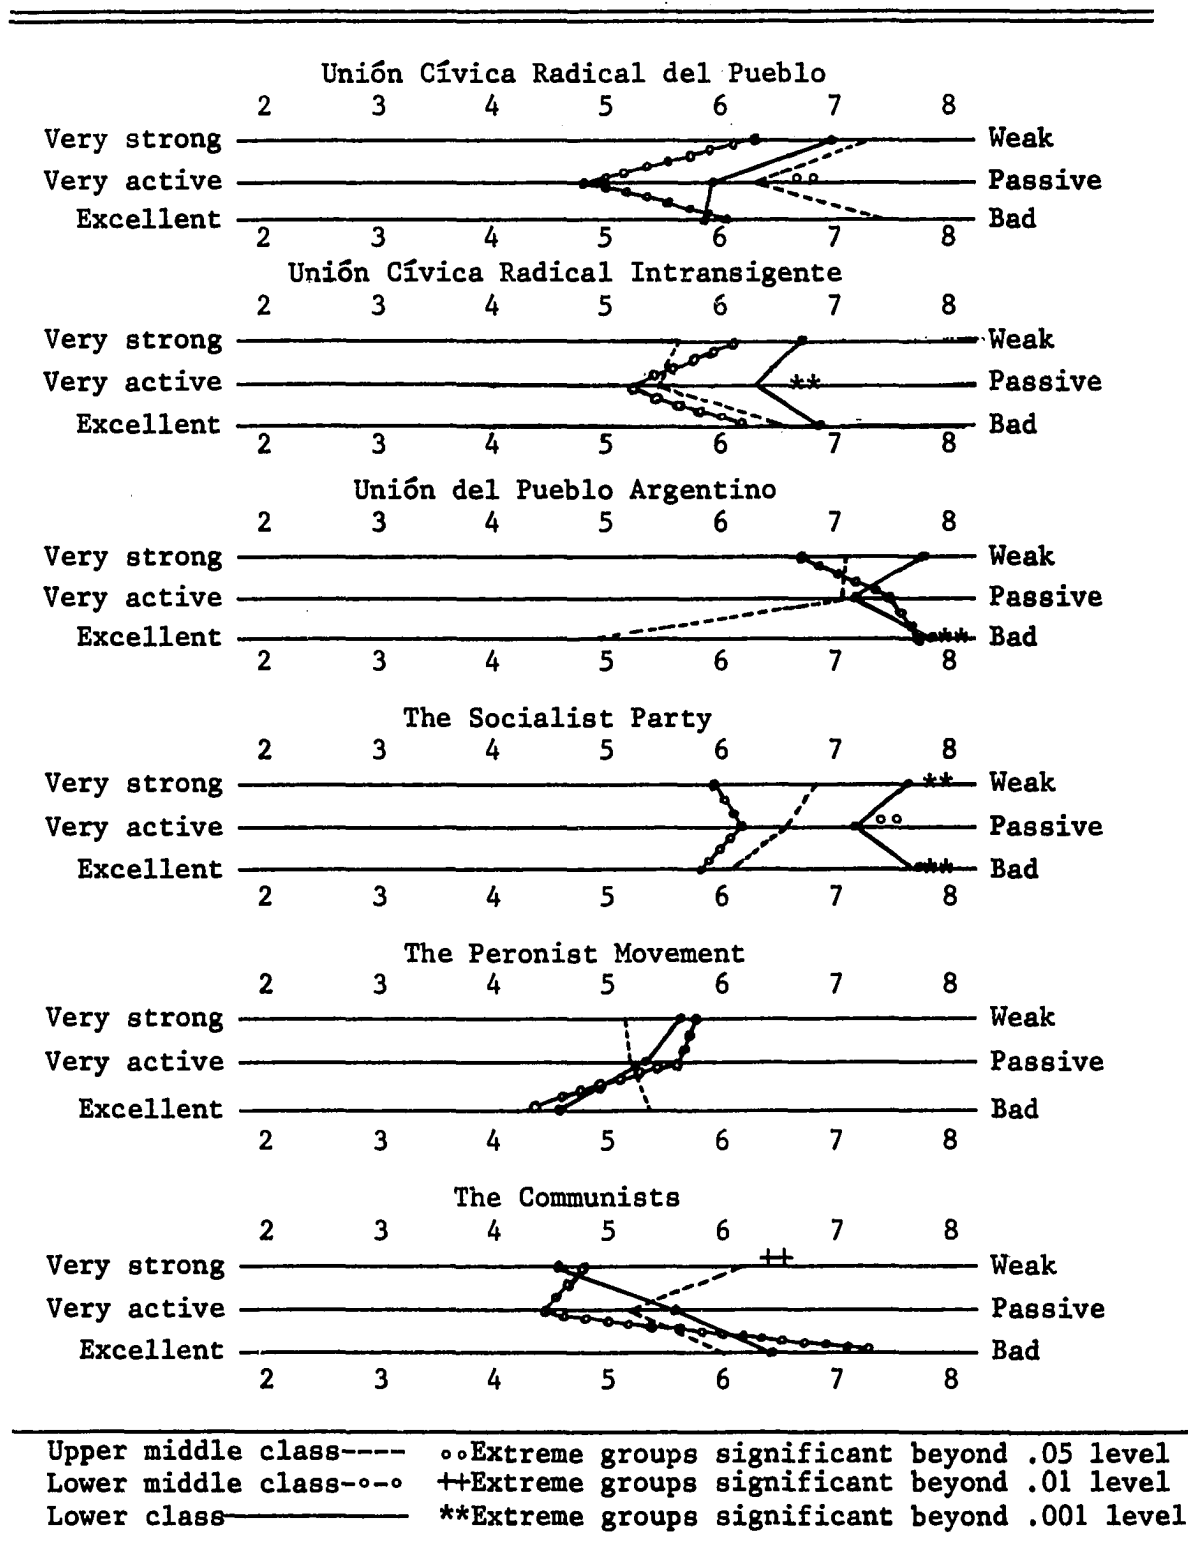 Unión Cívica Radical del Pueblo
2 3 4 5 6 7 8
Very strong Weak
Very active oo Passive
Excellent Bad
2 3 4 5 6 7 8
Unión Cívica Radical Intransigente
2 3 4 5 6 7 8
Very strong Weak
Very active ** Passive
Excellent Bad
2 3 4 5 6 7 8
Unión del Pueblo Argentino
2 3 4 5 6 7 8
Very strong Weak
Very active Passive
Excellent ** Bad
2 3 4 5 6 7 8
The Socialist Party
2 3 4 5 6 7 8
Very strong ** Weak
Very active oo Passive
Excellent ** Bad
2 3 4 5 6 7 8
The Peronist Movement
2 3 4 5 6 7 8
Very strong Weak
Very active Passive
Excellent Bad
2 3 4 5 6 7 8
The Communists
2 3 4 5 6 7 8
Very strong ++ Weak
Very active Passive
Excellent Bad
2 3 4 5 6 7 8
Upper middle class---- ooExtreme groups significant beyond .05 level
Lower middle class-o-o ++Extreme groups significant beyond .01 level
Lower class———— **Extreme groups significant beyond .001 level